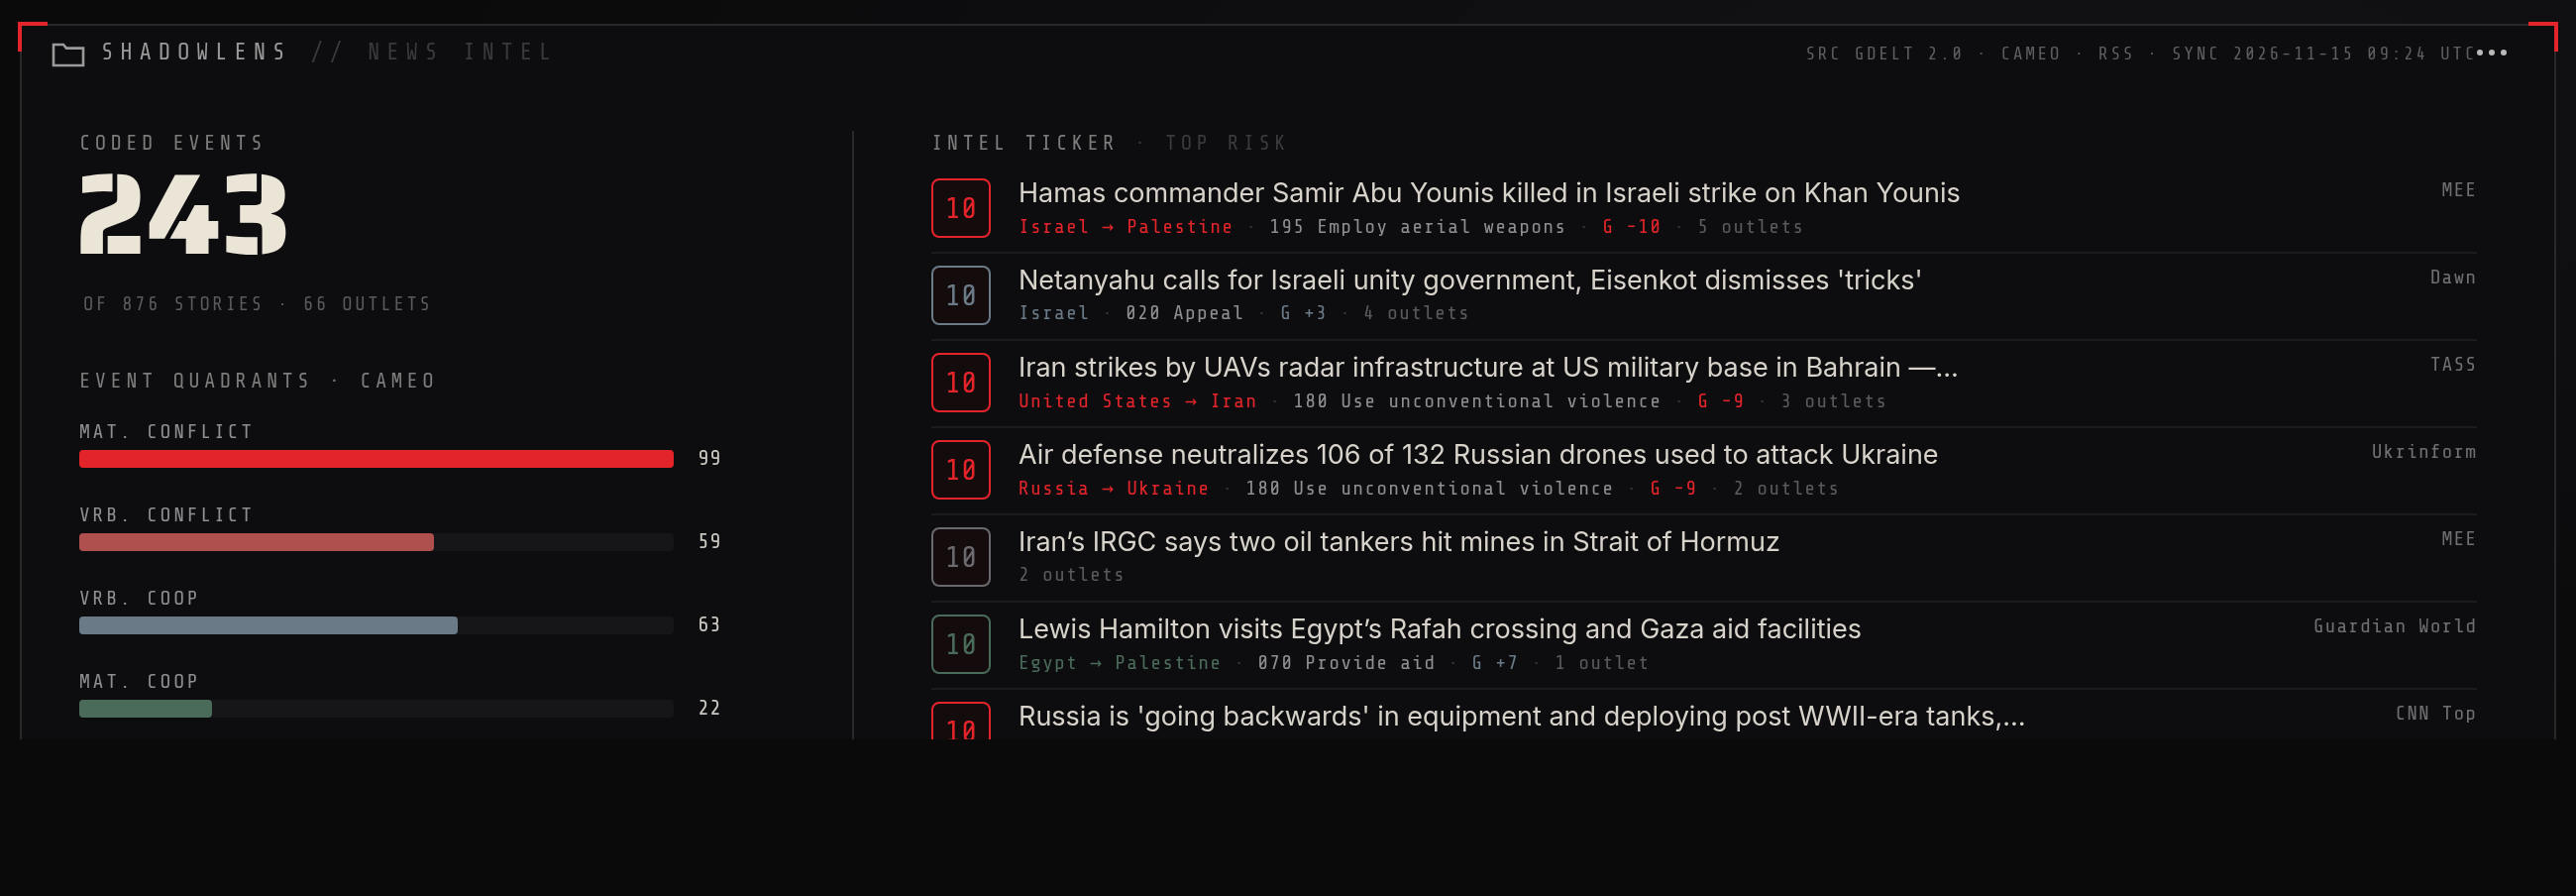 SHADOWLENS // NEWS INTEL
SRC GDELT 2.0 · CAMEO · RSS · SYNC 2026-11-15 09:24 UTC
CODED EVENTS
243
OF 876 STORIES · 66 OUTLETS
EVENT QUADRANTS · CAMEO
MAT. CONFLICT
99
VRB. CONFLICT
59
VRB. COOP
63
MAT. COOP
22
INTEL TICKER · TOP RISK
10
Hamas commander Samir Abu Younis killed in Israeli strike on Khan Younis
MEE
Israel → Palestine · 195 Employ aerial weapons · G -10 · 5 outlets
10
Netanyahu calls for Israeli unity government, Eisenkot dismisses 'tricks'
Dawn
Israel · 020 Appeal · G +3 · 4 outlets
10
Iran strikes by UAVs radar infrastructure at US military base in Bahrain —...
TASS
United States → Iran · 180 Use unconventional violence · G -9 · 3 outlets
10
Air defense neutralizes 106 of 132 Russian drones used to attack Ukraine
Ukrinform
Russia → Ukraine · 180 Use unconventional violence · G -9 · 2 outlets
10
Iran’s IRGC says two oil tankers hit mines in Strait of Hormuz
MEE
2 outlets
10
Lewis Hamilton visits Egypt’s Rafah crossing and Gaza aid facilities
Guardian World
Egypt → Palestine · 070 Provide aid · G +7 · 1 outlet
10
Russia is 'going backwards' in equipment and deploying post WWII-era tanks,...
CNN Top